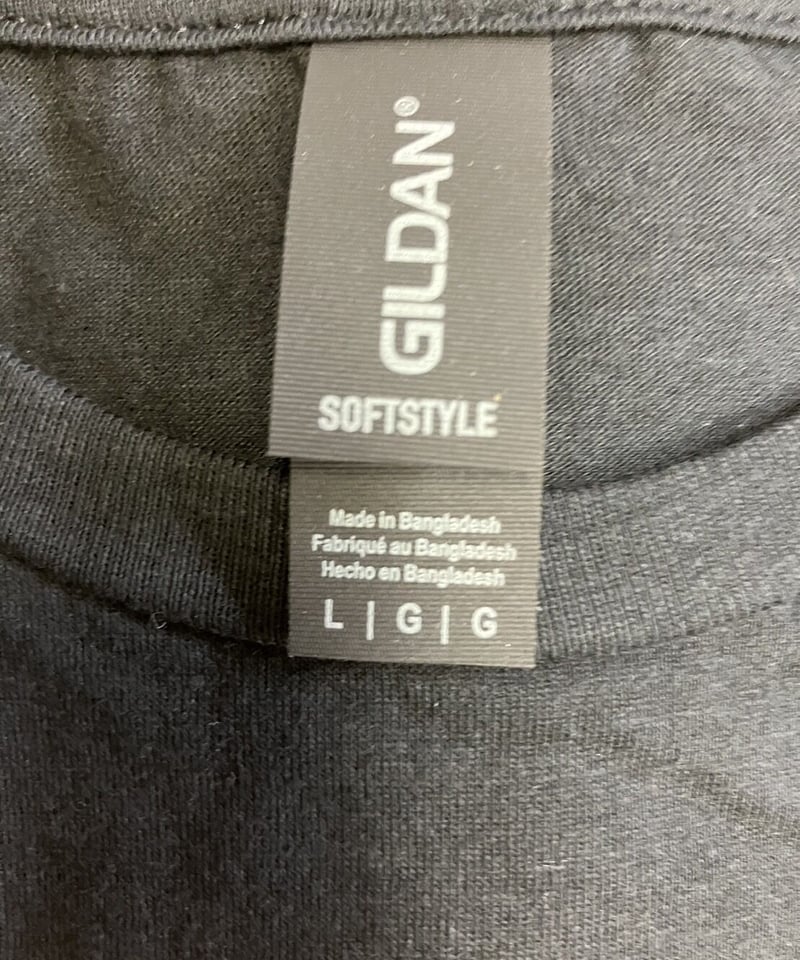 GILDAN®
SOFTSTYLE
Made in Bangladesh
Fabriqué au Bangladesh
Hecho en Bangladesh
L | G | G